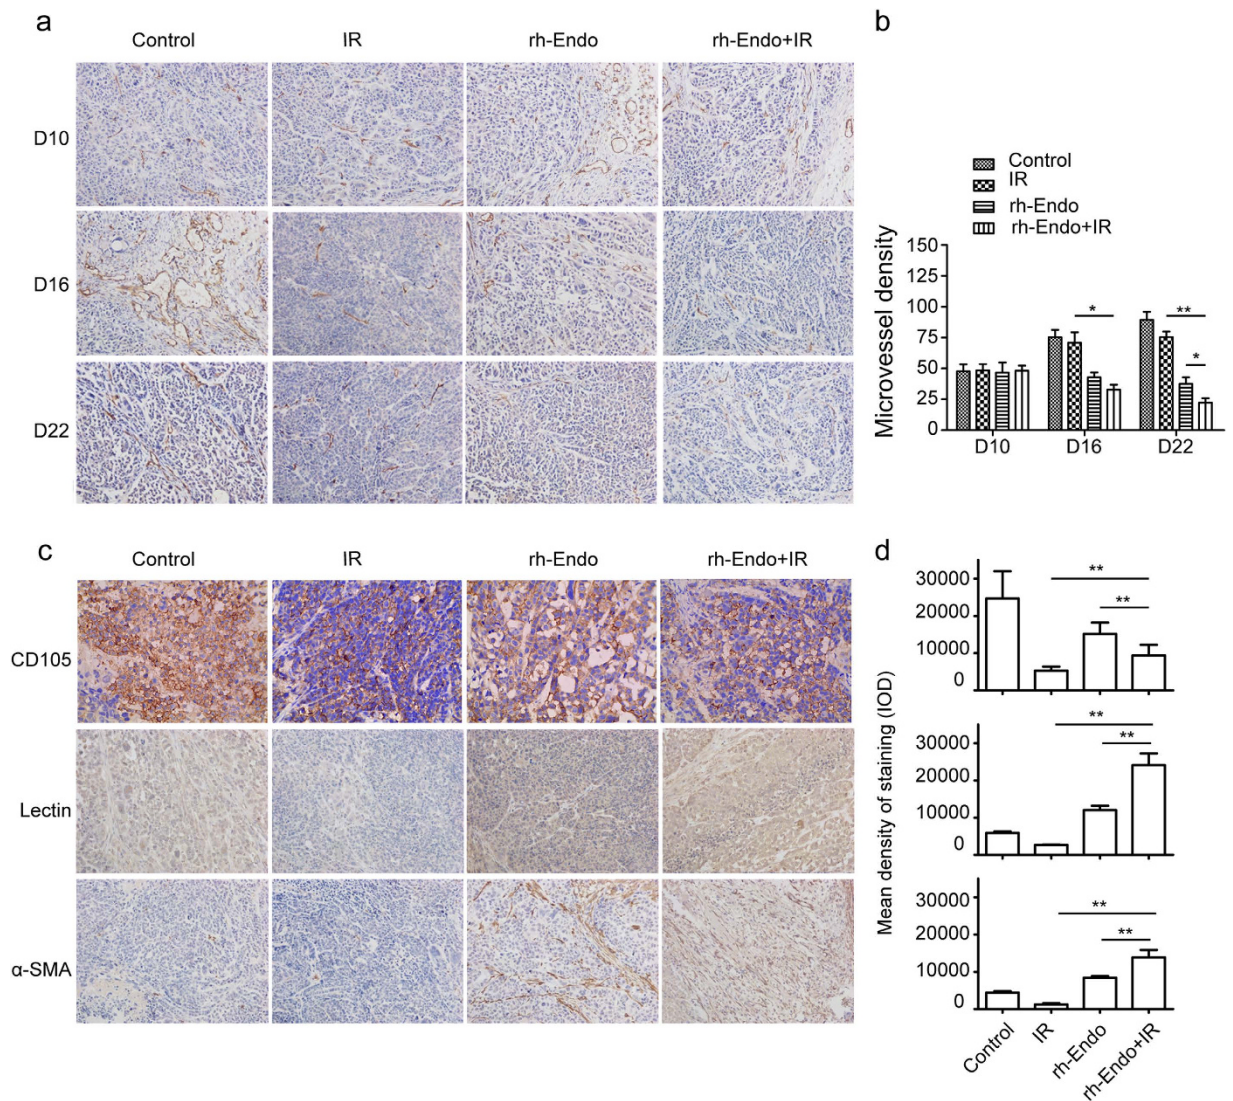 a
Control IR rh-Endo rh-Endo+IR
D10
D16
D22
b
Control
IR
rh-Endo
rh-Endo+IR
Microvessel density
150
100
75
50
25
0
* ** *
D10 D16 D22
c
Control IR rh-Endo rh-Endo+IR
CD105
Lectin
α-SMA
d
Mean density of staining (IOD)
30000
20000
10000
0
**
**
30000
20000
10000
0
**
**
30000
20000
10000
0
**
**
Control IR rh-Endo rh-Endo+IR